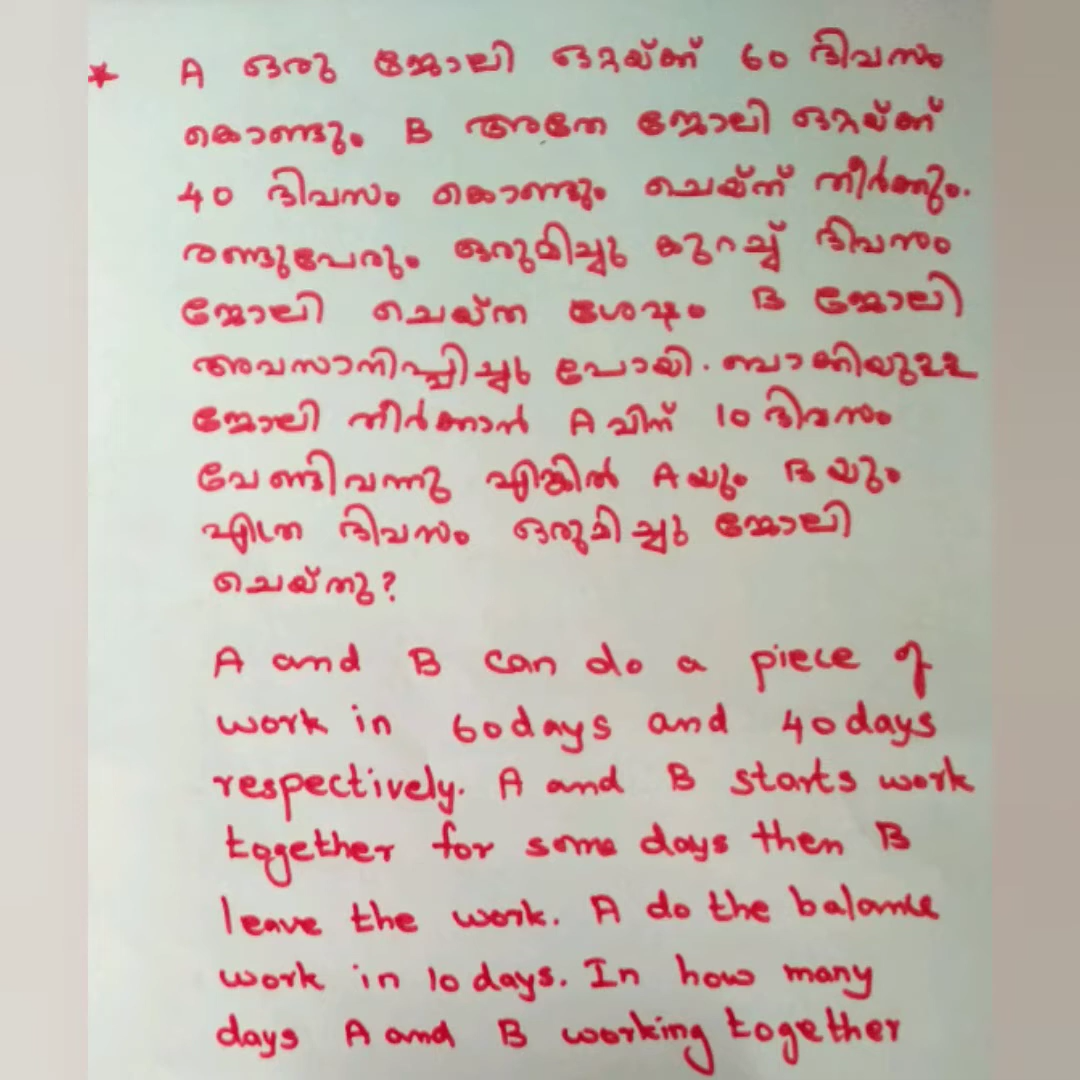 * A ഒരു ജോലി ഒറ്റയ്ക്ക് 60 ദിവസം
കൊണ്ടും B അതേ ജോലി ഒറ്റയ്ക്ക്
40 ദിവസം കൊണ്ടും ചെയ്ത് തീർക്കും.
രണ്ടുപേരും ഒരുമിച്ചു കുറച്ച് ദിവസം
ജോലി ചെയ്ത ശേഷം B ജോലി
അവസാനിപ്പിച്ചു പോയി. ബാക്കിയുള്ള
ജോലി തീർക്കാൻ A വിന് 10 ദിവസം
വേണ്ടിവന്നു എങ്കിൽ A യും B യും
എത്ര ദിവസം ഒരുമിച്ചു ജോലി
ചെയ്തു?
A and B can do a piece of
work in 60days and 40days
respectively. A and B starts work
together for some days then B
leave the work. A do the balance
work in 10 days. In how many
days A and B working together